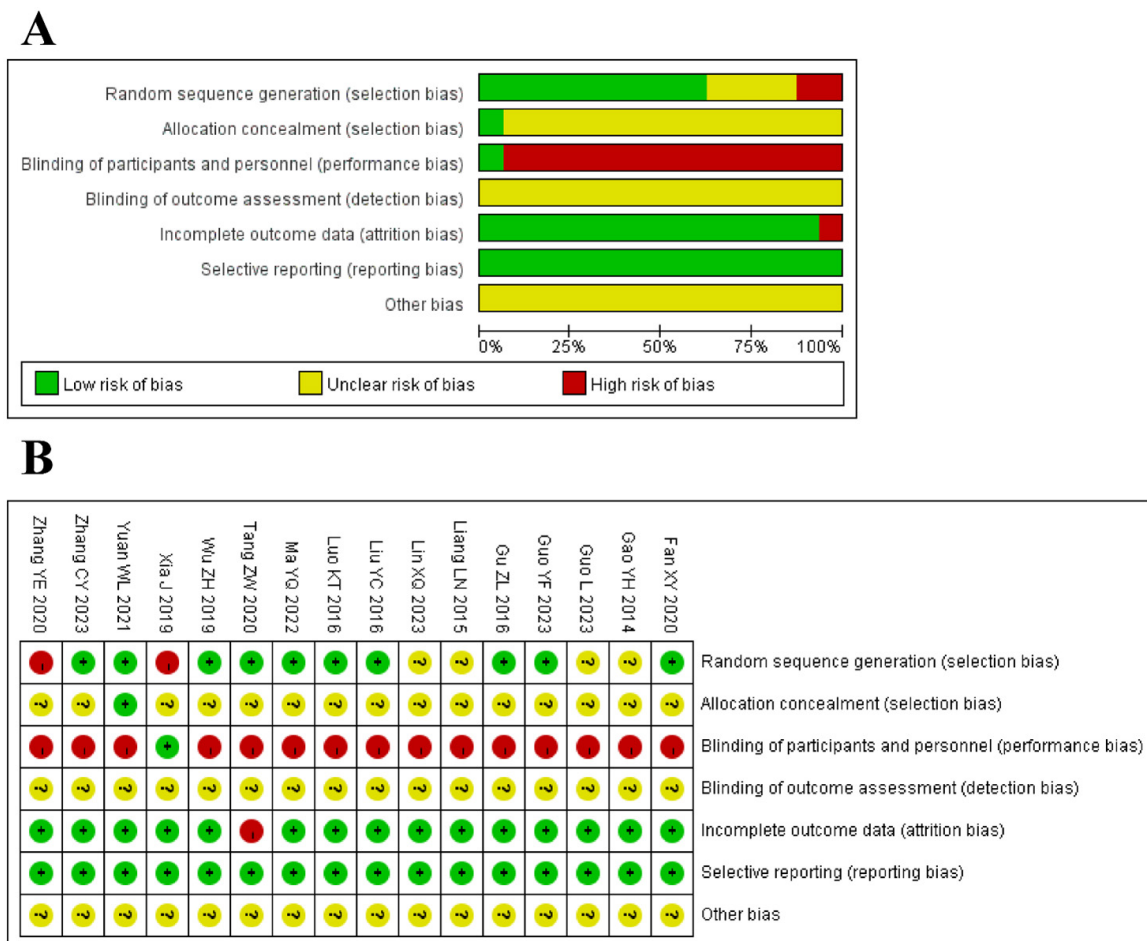 A
Random sequence generation (selection bias)
Allocation concealment (selection bias)
Blinding of participants and personnel (performance bias)
Blinding of outcome assessment (detection bias)
Incomplete outcome data (attrition bias)
Selective reporting (reporting bias)
Other bias
0% 25% 50% 75% 100%
Low risk of bias Unclear risk of bias High risk of bias
B
Zhang YE 2020
Zhang CY 2023
Yuan WL 2021
Xia J 2019
Wu ZH 2019
Tang ZW 2020
Ma YQ 2022
Luo KT 2016
Liu YC 2016
Lin XQ 2023
Liang LN 2015
Gu ZL 2016
Guo YF 2023
Guo L 2023
Gao YH 2014
Fan XY 2020
- + + - + + + + + ? ? + + ? ? + Random sequence generation (selection bias)
? ? + ? ? ? ? ? ? ? ? ? ? ? ? ? Allocation concealment (selection bias)
- - - + - - - - - - - - - - - - Blinding of participants and personnel (performance bias)
? ? ? ? ? ? ? ? ? ? ? ? ? ? ? ? Blinding of outcome assessment (detection bias)
+ + + + + - + + + + + + + + + + Incomplete outcome data (attrition bias)
+ + + + + + + + + + + + + + + + Selective reporting (reporting bias)
? ? ? ? ? ? ? ? ? ? ? ? ? ? ? ? Other bias